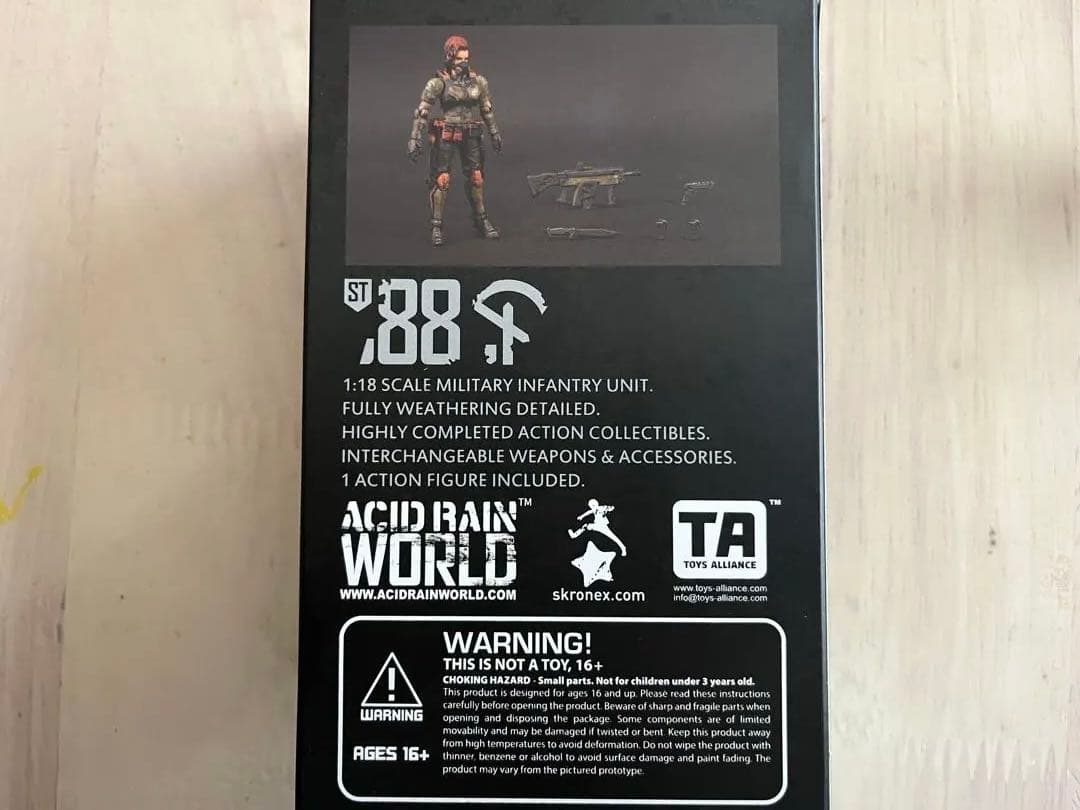 ST
88
1:18 SCALE MILITARY INFANTRY UNIT.
FULLY WEATHERING DETAILED.
HIGHLY COMPLETED ACTION COLLECTIBLES.
INTERCHANGEABLE WEAPONS & ACCESSORIES.
1 ACTION FIGURE INCLUDED.
ACID RAIN™
WORLD
WWW.ACIDRAINWORLD.COM
skronex.com
TA™
TOYS ALLIANCE
www.toys-alliance.com
info@toys-alliance.com
WARNING!
THIS IS NOT A TOY, 16+
CHOKING HAZARD - Small parts. Not for children under 3 years old.
This product is designed for ages 16 and up. Please read these instructions
carefully before opening the product. Beware of sharp and fragile parts when
opening and disposing the package. Some components are of limited
movability and may be damaged if twisted or bent. Keep this product away
from high temperatures to avoid deformation. Do not wipe the product with
thinner, benzene or alcohol to avoid surface damage and paint fading. The
product may vary from the pictured prototype.
!
WARNING
AGES 16+